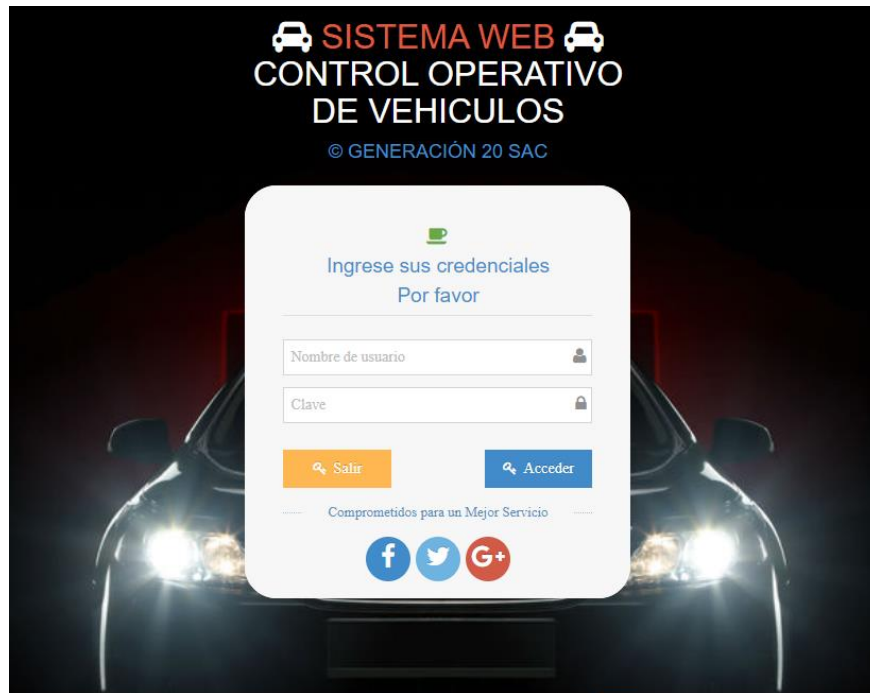 SISTEMA WEB
CONTROL OPERATIVO
DE VEHICULOS
© GENERACIÓN 20 SAC
Ingrese sus credenciales
Por favor
Nombre de usuario
Clave
Salir
Acceder
Comprometidos para un Mejor Servicio
f
G+